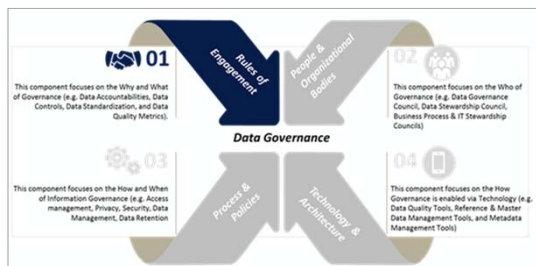 01
Rules of
Engagement
People &
Organizational
Bodies
02
This component focuses on the Why and What
of Governance (e.g. Data Accountabilities, Data
Controls, Data Standardization, and Data
Quality Metrics).
This component focuses on the Who of
Governance (e.g. Data Governance
Council, Data Stewardship Council,
Business Process & IT Stewardship
Councils)
Data Governance
03
Process &
Policies
Technology &
Architecture
04
This component focuses on the How and When
of Information Governance (e.g. Access
management, Privacy, Security, Data
Management, Data Retention
This component focuses on the How
Governance is enabled via Technology (e.g.
Data Quality Tools, Reference & Master
Data Management Tools, and Metadata
Management Tools)